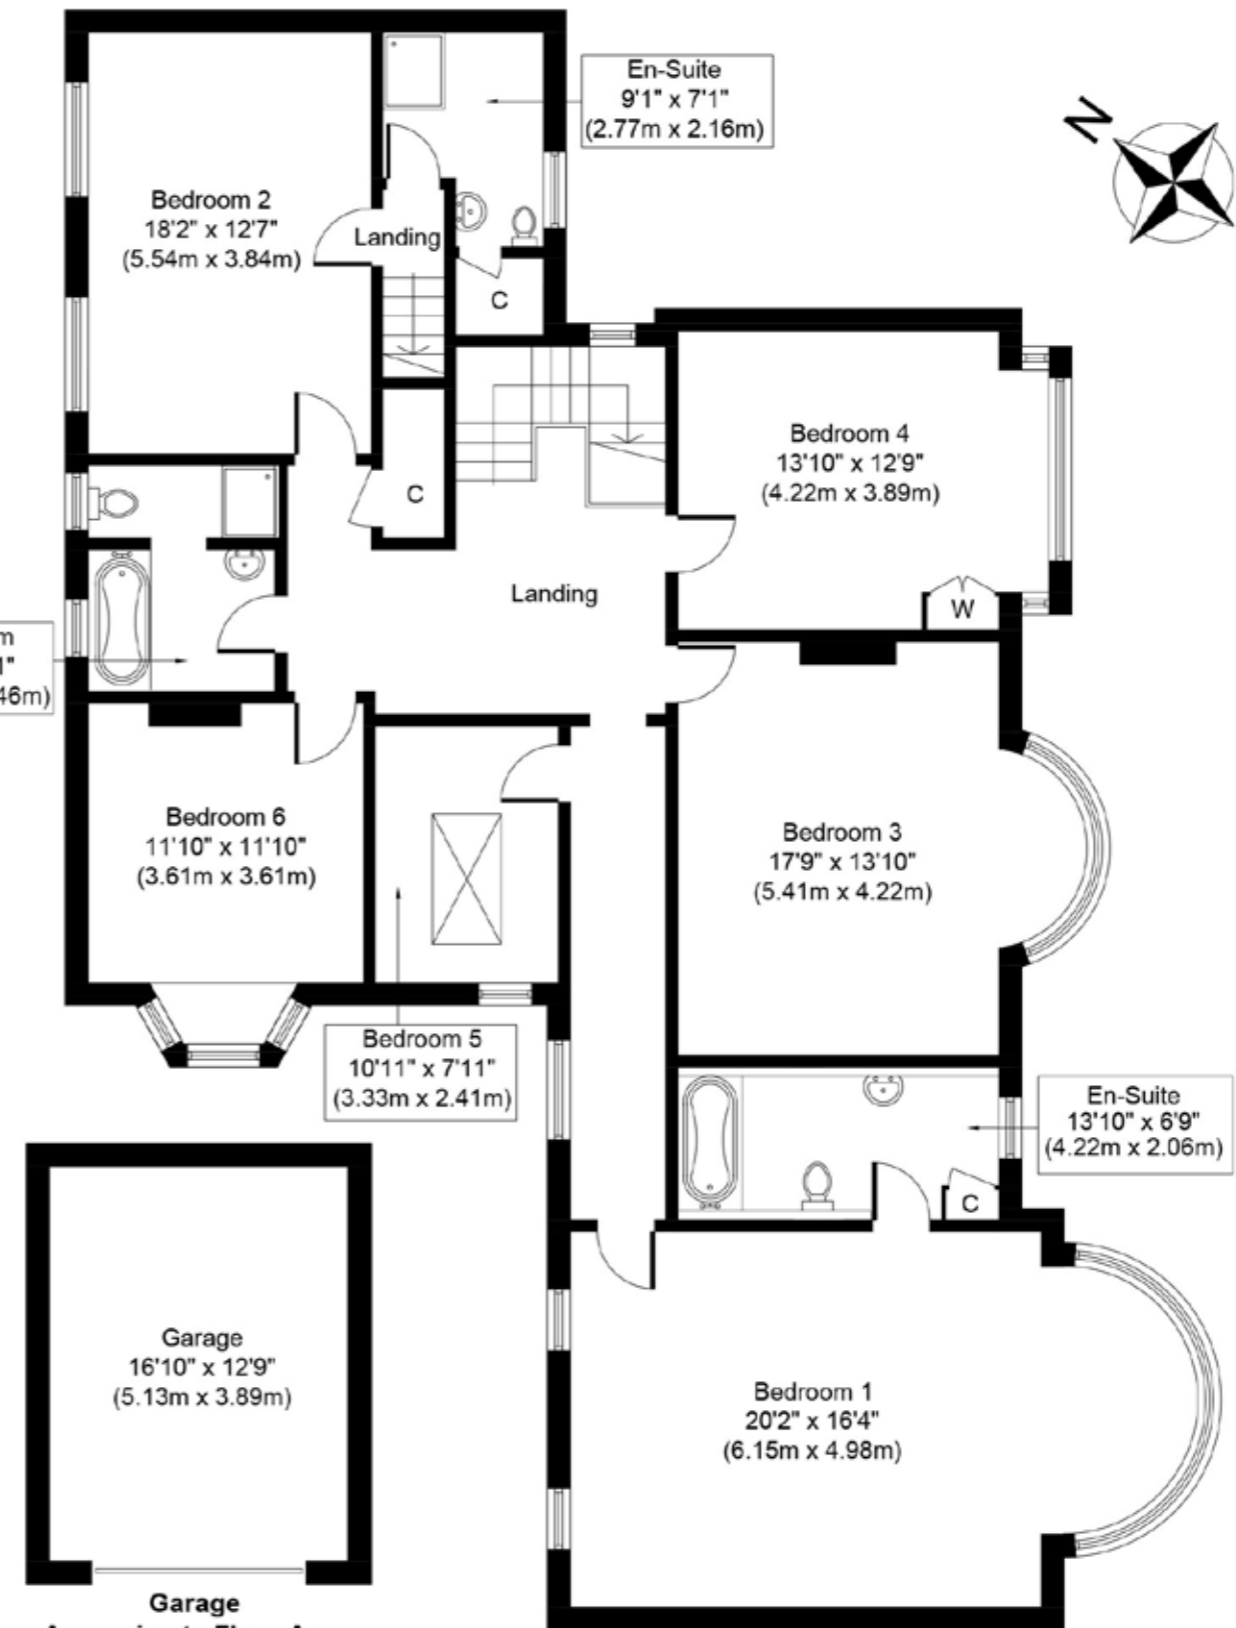 En-Suite
9'1" x 7'1"
(2.77m x 2.16m)
N
Bedroom 2
18'2" x 12'7"
(5.54m x 3.84m)
Landing
C
Bedroom 4
13'10" x 12'9"
(4.22m x 3.89m)
C
Landing
W
m
1"
46m)
Bedroom 6
11'10" x 11'10"
(3.61m x 3.61m)
Bedroom 3
17'9" x 13'10"
(5.41m x 4.22m)
Bedroom 5
10'11" x 7'11"
(3.33m x 2.41m)
En-Suite
13'10" x 6'9"
(4.22m x 2.06m)
C
Garage
16'10" x 12'9"
(5.13m x 3.89m)
Bedroom 1
20'2" x 16'4"
(6.15m x 4.98m)
Garage